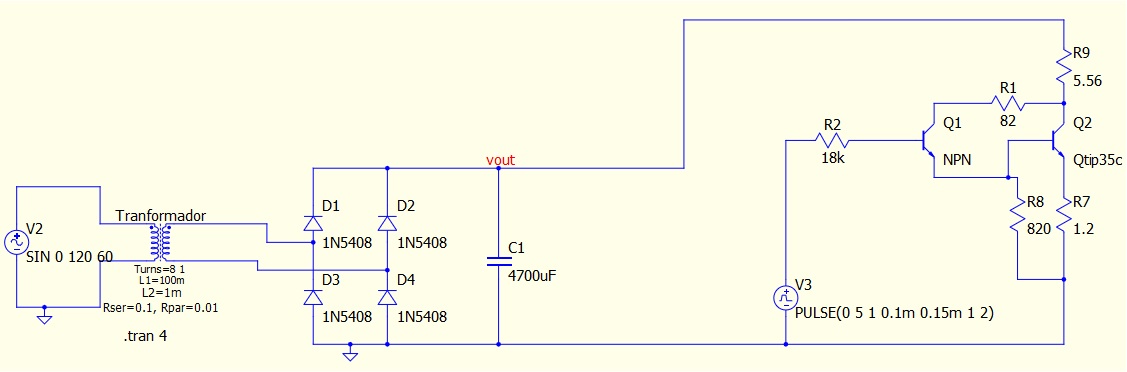 R9
5.56
R1
82
Q1
NPN
Q2
Qtip35c
R2
18k
vout
D1
1N5408
D2
1N5408
Tranformador
V2
SIN 0 120 60
Turns=8 1
L1=100m
L2=1m
Rser=0.1, Rpar=0.01
.tran 4
C1
4700uF
D3
1N5408
D4
1N5408
R8
820
R7
1.2
V3
PULSE(0 5 1 0.1m 0.15m 1 2)